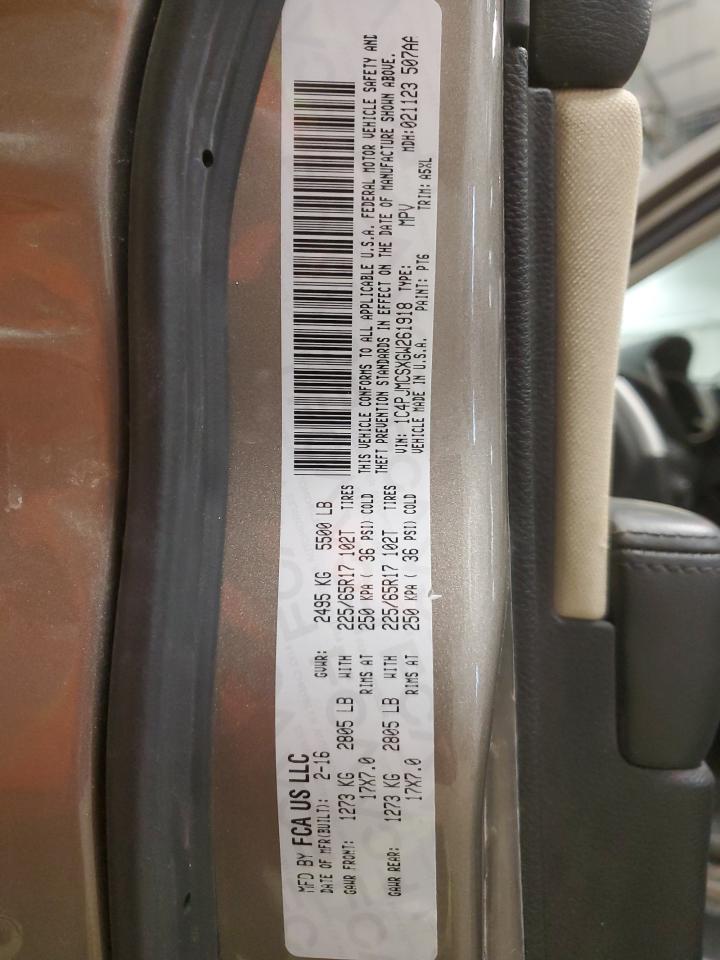 MFD BY FCA US LLC
DATE OF MFR(BUILT): 2-16 GVWR: 2495 KG 5500 LB
GAWR FRONT: 1273 KG 2805 LB WITH 225/65R17 102T TIRES
17X7.0 RIMS AT 250 KPA ( 36 PSI) COLD
GAWR REAR: 1273 KG 2805 LB WITH 225/65R17 102T TIRES
17X7.0 RIMS AT 250 KPA ( 36 PSI) COLD
THIS VEHICLE CONFORMS TO ALL APPLICABLE U.S.A. FEDERAL MOTOR VEHICLE SAFETY AND
THEFT PREVENTION STANDARDS IN EFFECT ON THE DATE OF MANUFACTURE SHOWN ABOVE.
VIN: 1C4PJMCSXGW261918 TYPE: MPV MDH:021123 507AA
VEHICLE MADE IN U.S.A. PAINT: PTG TRIM: A5XL